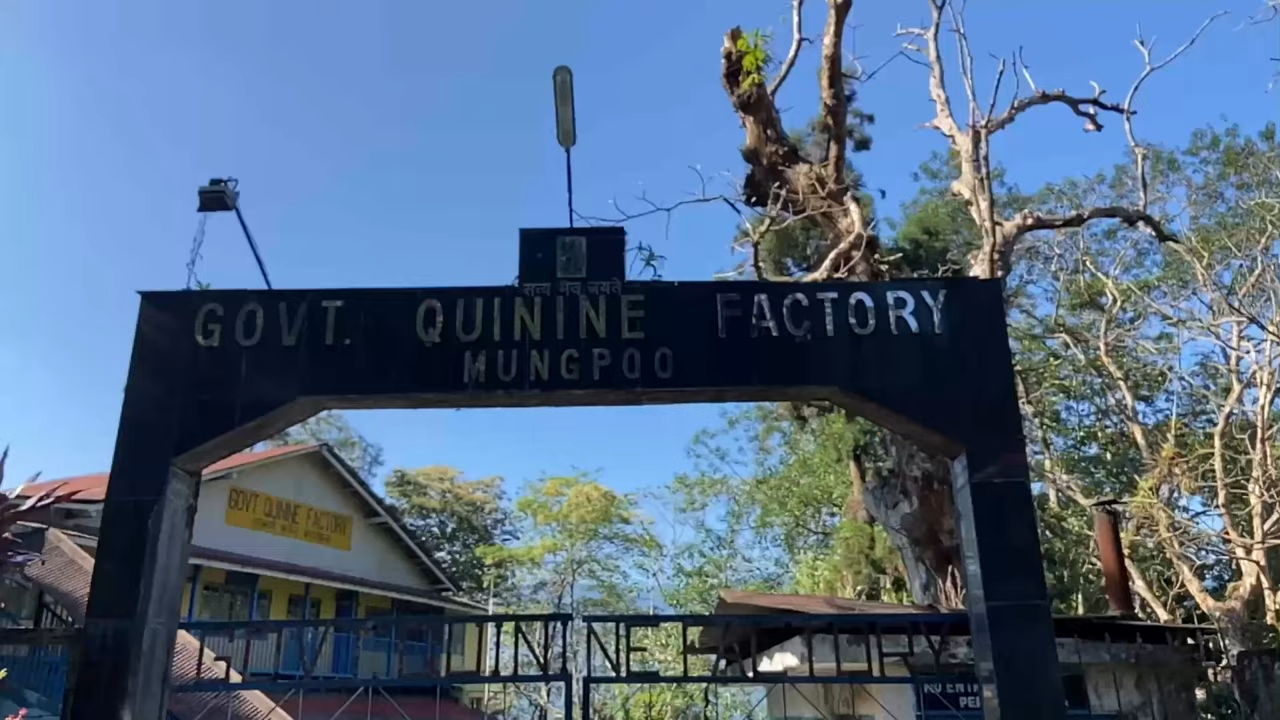 सत्यमेव जयते
GOVT. QUININE FACTORY
MUNGPOO
GOVT QUININE FACTORY
NO ENTRY